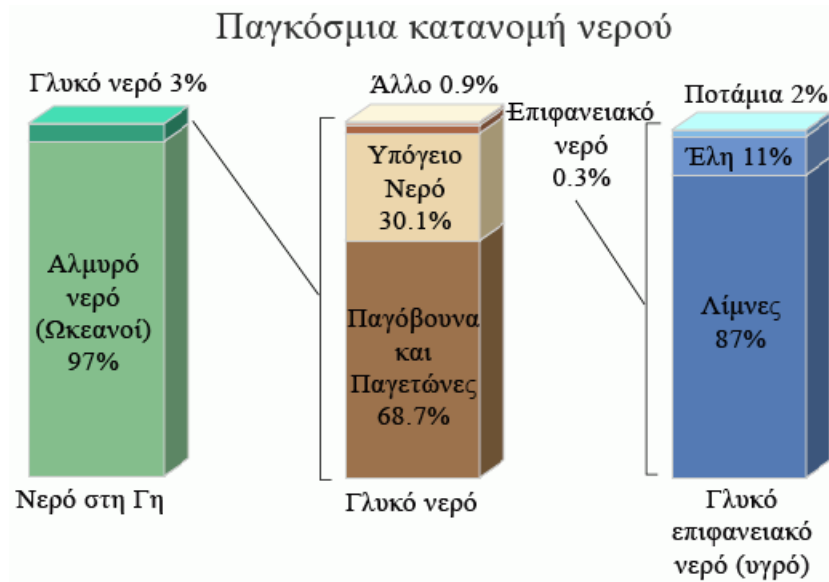 Παγκόσμια κατανομή νερού
Γλυκό νερό 3%
Αλμυρό
νερό
(Ωκεανοί)
97%
Νερό στη Γη
Άλλο 0.9%
Υπόγειο
Νερό
30.1%
Παγόβουνα
και
Παγετώνες
68.7%
Γλυκό νερό
Επιφανειακό
νερό
0.3%
Ποτάμια 2%
Έλη 11%
Λίμνες
87%
Γλυκό
επιφανειακό
νερό (υγρό)